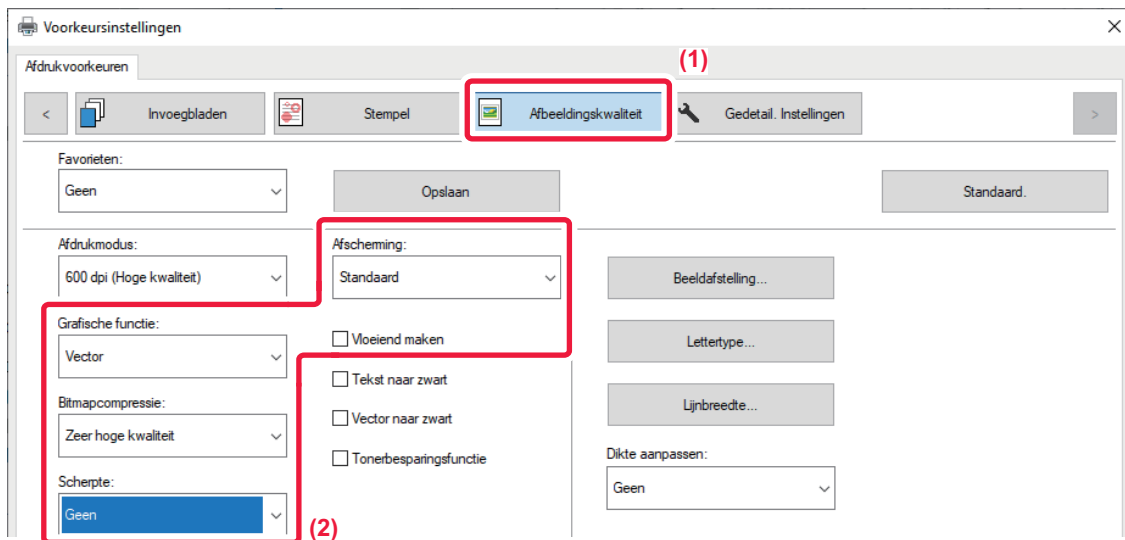 Voorkeursinstellingen
Afdrukvoorkeuren
(1)
< Invoegbladen Stempel Afbeeldingskwaliteit Gedetail. Instellingen >
Favorieten:
Geen Opslaan Standaard.
Afdrukmodus: Afscherming:
600 dpi (Hoge kwaliteit) Standaard Beeldafstelling...
Grafische functie:
Vector Vloeiend maken Lettertype...
Tekst naar zwart
Bitmapcompressie:
Zeer hoge kwaliteit Vector naar zwart Lijnbreedte...
Tonerbesparingsfunctie Dikte aanpassen:
Scherpte:
Geen Geen
(2)